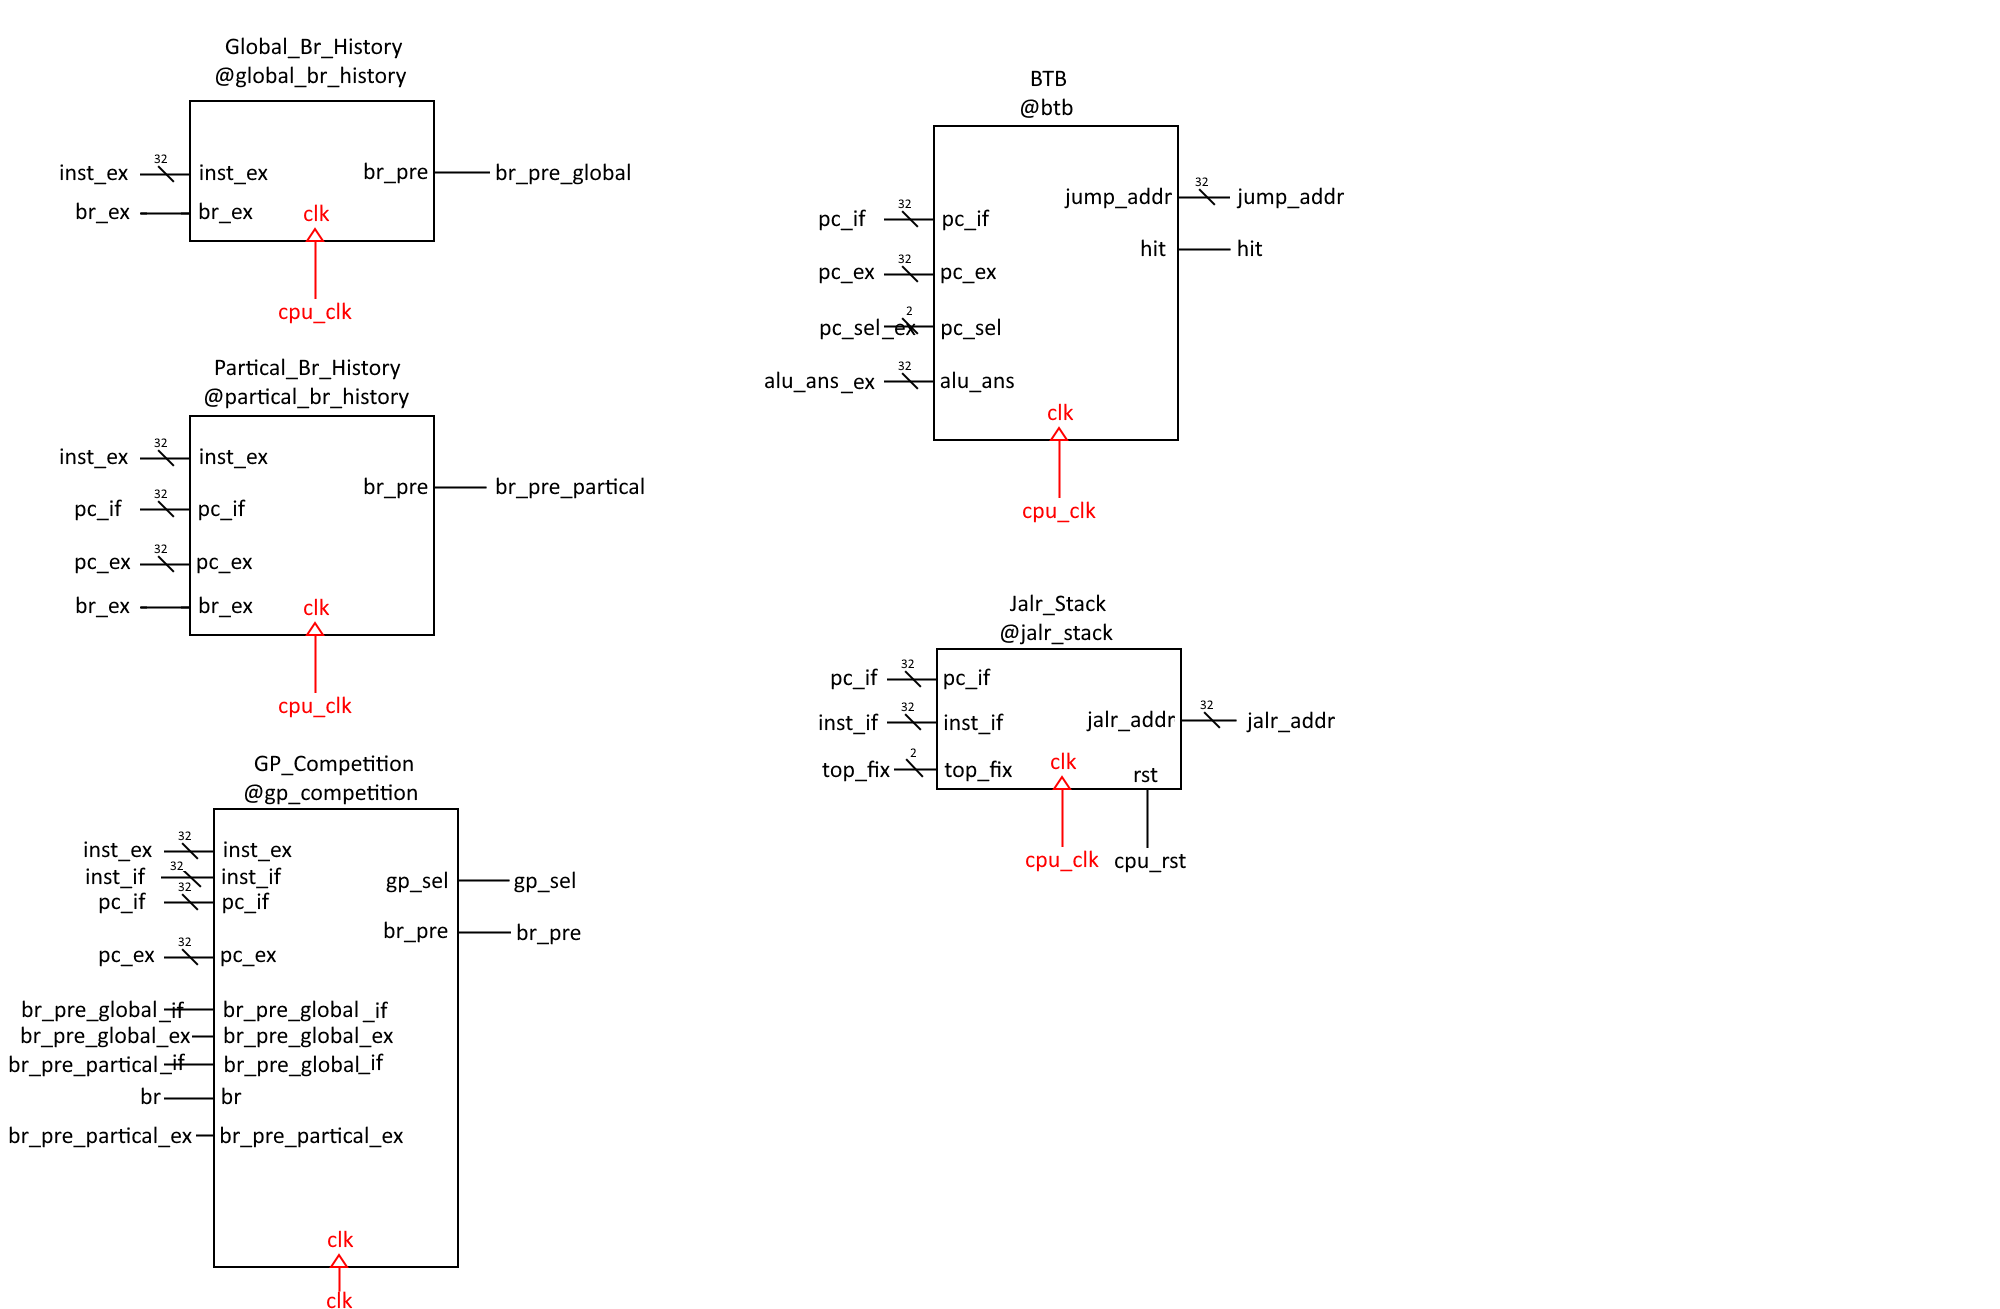 Global_Br_History
@global_br_history
inst_ex 32 inst_ex br_pre br_pre_global
br_ex br_ex clk
cpu_clk
Partical_Br_History
@partical_br_history
inst_ex 32 inst_ex
br_pre br_pre_partical
pc_if 32 pc_if
pc_ex 32 pc_ex
br_ex br_ex clk
cpu_clk
GP_Competition
@gp_competition
inst_ex 32 inst_ex
inst_if 32 inst_if gp_sel gp_sel
pc_if 32 pc_if
br_pre br_pre
pc_ex 32 pc_ex
br_pre_global_if br_pre_global_if
br_pre_global_ex br_pre_global_ex
br_pre_partical_if br_pre_global_if
br br
br_pre_partical_ex br_pre_partical_ex
clk
clk
BTB
@btb
jump_addr 32 jump_addr
pc_if 32 pc_if
hit hit
pc_ex 32 pc_ex
pc_sel_ex 2 pc_sel
alu_ans_ex 32 alu_ans
clk
cpu_clk
Jalr_Stack
@jalr_stack
pc_if 32 pc_if
inst_if 32 inst_if jalr_addr 32 jalr_addr
top_fix 2 top_fix clk rst
cpu_clk cpu_rst